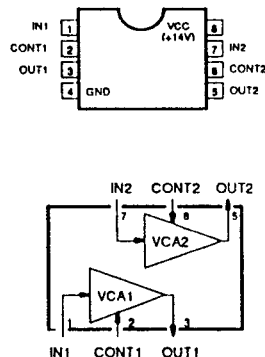 IN1 1 VCC 8
(+14V)
CONT1 2 7 IN2
OUT1 3 6 CONT2
4 GND 5 OUT2
IN2 CONT2 OUT2
7 6 5
VCA2
VCA1
1 2 3
IN1 CONT1 OUT1